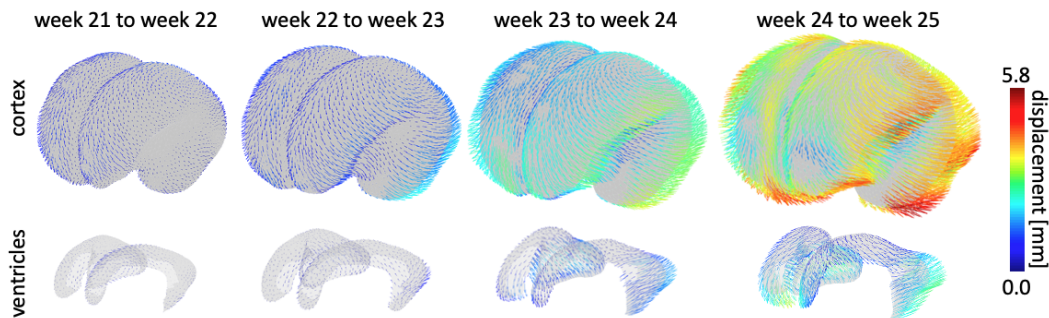 week 21 to week 22
week 22 to week 23
week 23 to week 24
week 24 to week 25
cortex
ventricles
5.8
displacement [mm]
0.0